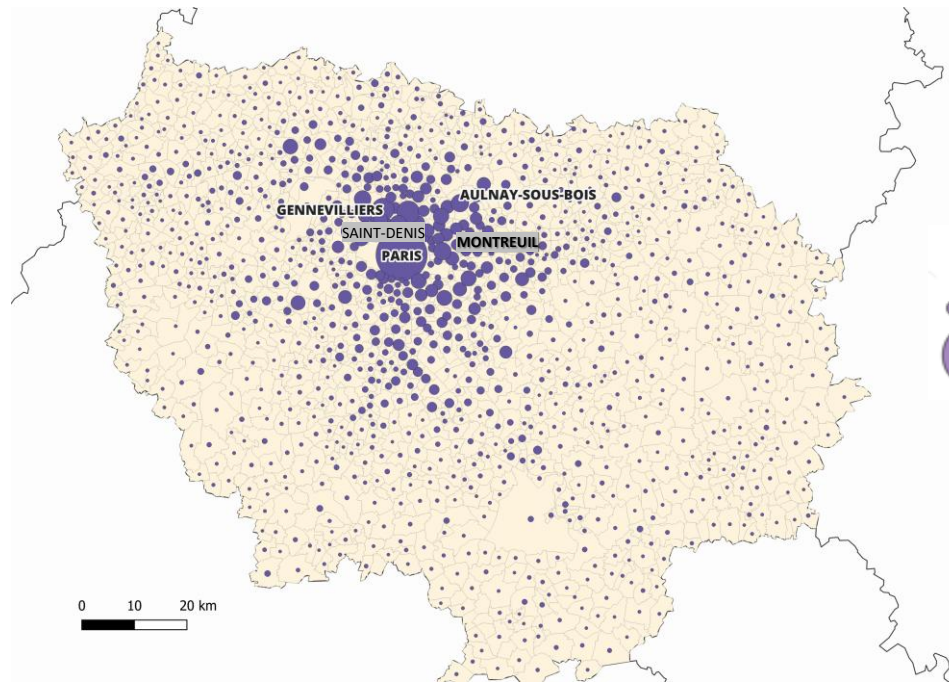 AULNAY-SOUS-BOIS
GENNEVILLIERS
SAINT-DENIS
MONTREUIL
PARIS
0 10 20 km